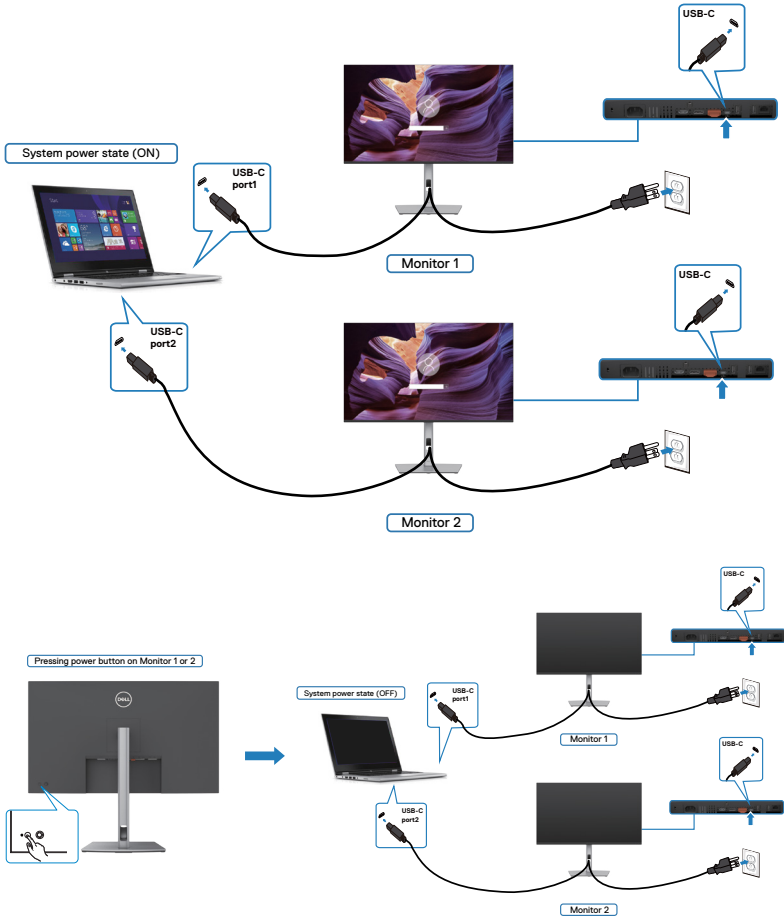 USB-C
System power state (ON)
USB-C
port1
Monitor 1
USB-C
USB-C
port2
Monitor 2
USB-C
Pressing power button on Monitor 1 or 2
DELL
System power state (OFF)
USB-C
port1
Monitor 1
USB-C
USB-C
port2
Monitor 2